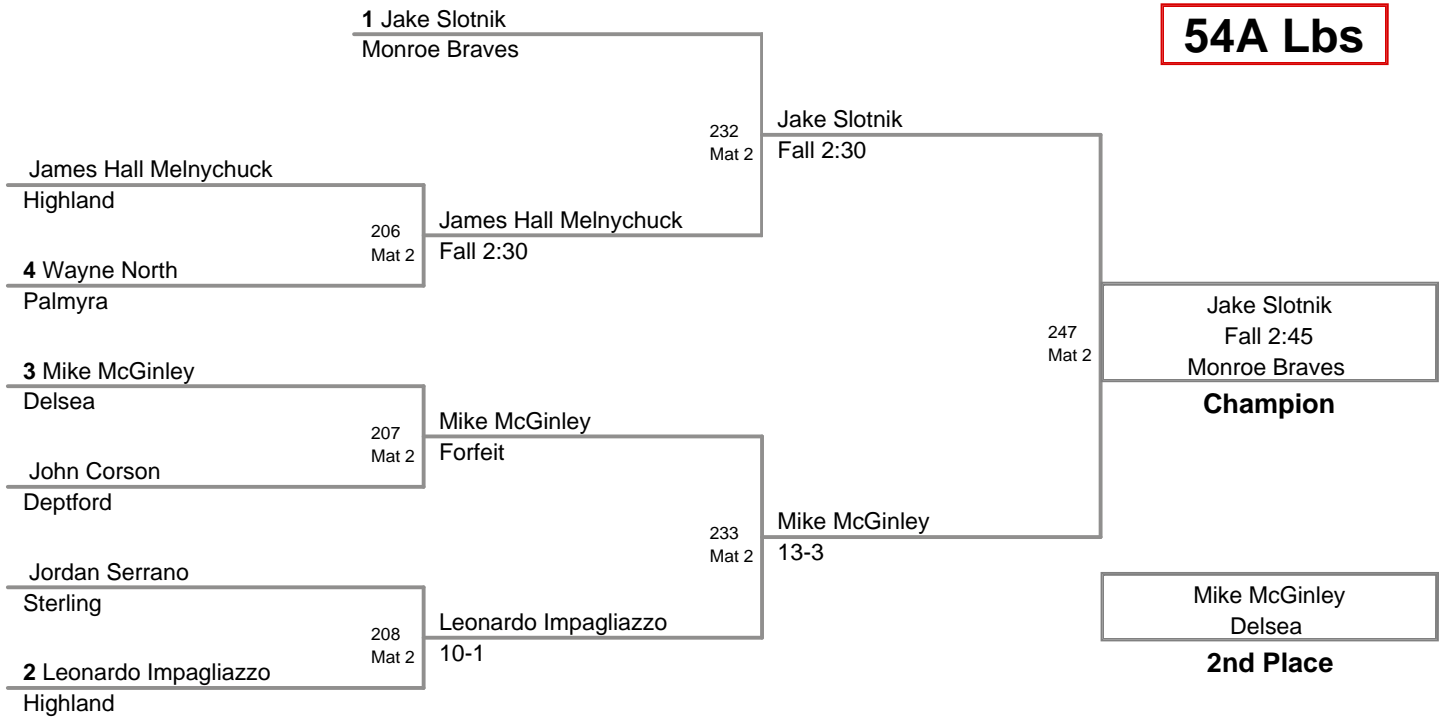 1 Jake Slotnik
Monroe Braves
54A Lbs
232
Mat 2
Jake Slotnik
Fall 2:30
James Hall Melnychuck
Highland
206
Mat 2
James Hall Melnychuck
Fall 2:30
4 Wayne North
Palmyra
247
Mat 2
Jake Slotnik
Fall 2:45
Monroe Braves
Champion
3 Mike McGinley
Delsea
207
Mat 2
Mike McGinley
Forfeit
John Corson
Deptford
233
Mat 2
Mike McGinley
13-3
Jordan Serrano
Sterling
208
Mat 2
Leonardo Impagliazzo
10-1
2 Leonardo Impagliazzo
Highland
Mike McGinley
Delsea
2nd Place